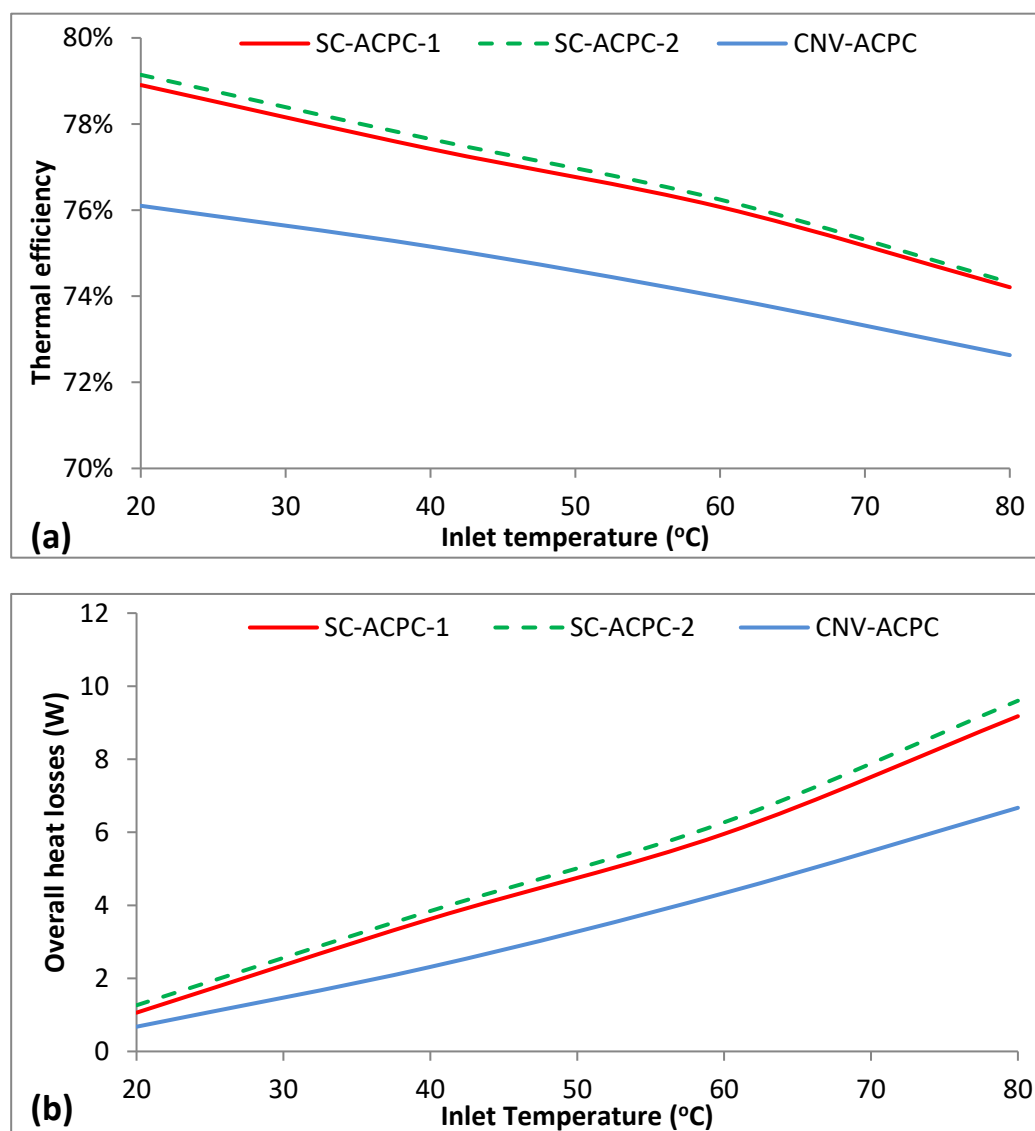 80%
SC-ACPC-1 SC-ACPC-2 CNV-ACPC
78%
76%
74%
72%
70%
Thermal efficiency
20 30 40 50 60 70 80
Inlet temperature (°C)
(a)
12
SC-ACPC-1 SC-ACPC-2 CNV-ACPC
10
8
6
4
2
0
Overall heat losses (W)
20 30 40 50 60 70 80
Inlet Temperature (°C)
(b)